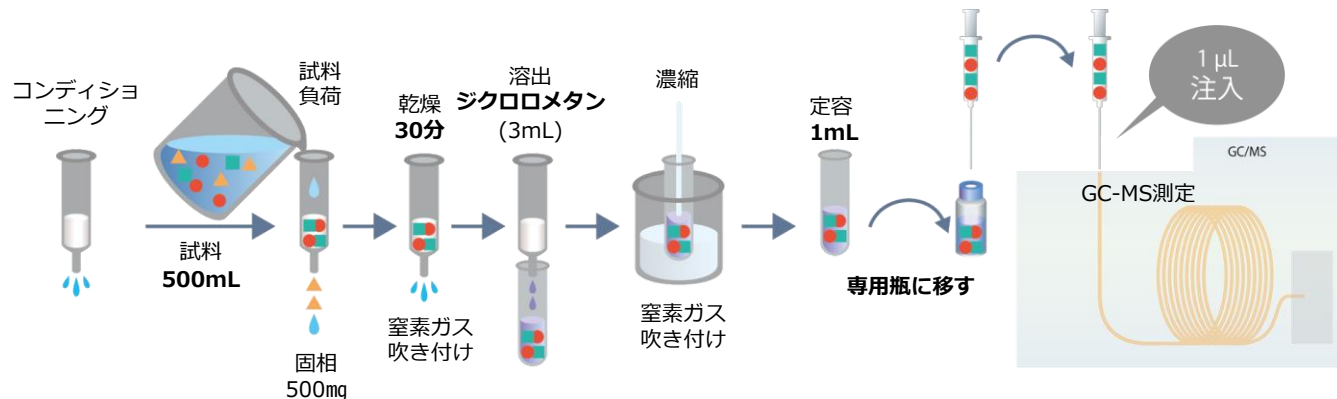 コンディショ
ニング
試料
500mL
試料
負荷
固相
500㎎
乾燥
30分
窒素ガス
吹き付け
溶出
ジクロロメタン
(3mL)
濃縮
窒素ガス
吹き付け
定容
1mL
専用瓶に移す
1 μL
注入
GC/MS
GC-MS測定